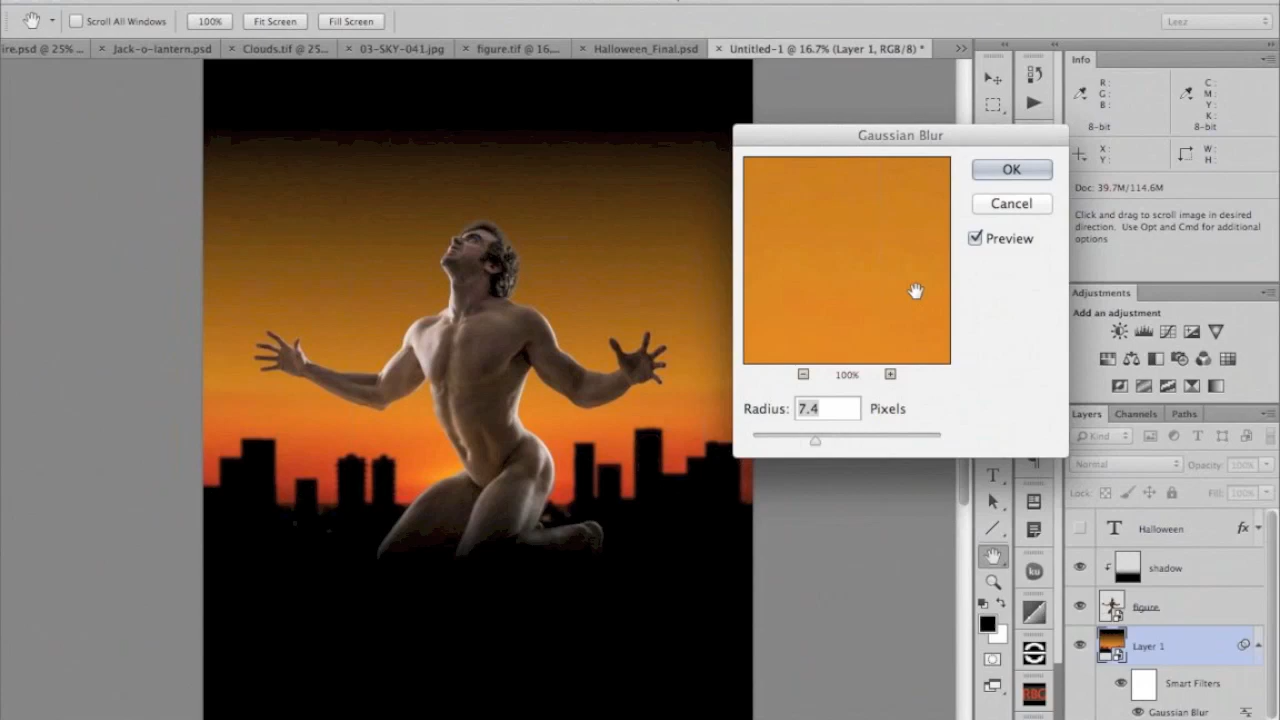 Scroll All Windows 100% Fit Screen Fill Screen Leez
ire.psd @ 25% ... × Jack-o-lantern.psd × Clouds.tif @ 25... × 03-SKY-041.jpg × figure.tif @ 16.... × Halloween_Final.psd × Untitled-1 @ 16.7% (Layer 1, RGB/8) * >>
Info
R :
G :
B :
C :
M :
Y :
K :
8-bit
8-bit
X :
Y :
W :
H :
Doc: 39.7M/114.6M
Click and drag to scroll image in desired
direction. Use Opt and Cmd for additional
options
Gaussian Blur
OK
Cancel
Preview
100%
Radius: 7.4 Pixels
Adjustments
Add an adjustment
Layers Channels Paths
Kind
Normal Opacity: 100%
Lock: Fill: 100%
T Halloween fx
shadow
figure
Layer 1
Smart Filters
Gaussian Blur
ku
RBG